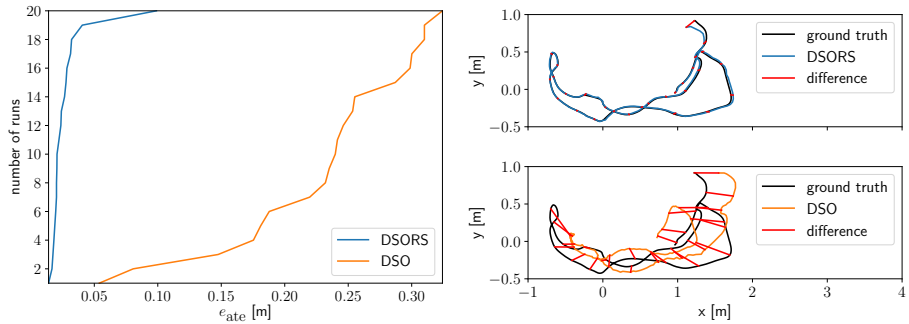 20
18
16
14
12
10
8
6
4
2
number of runs
0.05
0.10
0.15
0.20
0.25
0.30
e_ate [m]
DSORS
DSO
1.0
0.5
0.0
−0.5
y [m]
ground truth
DSORS
difference
1.0
0.5
0.0
−0.5
y [m]
ground truth
DSO
difference
−1
0
1
2
3
4
x [m]